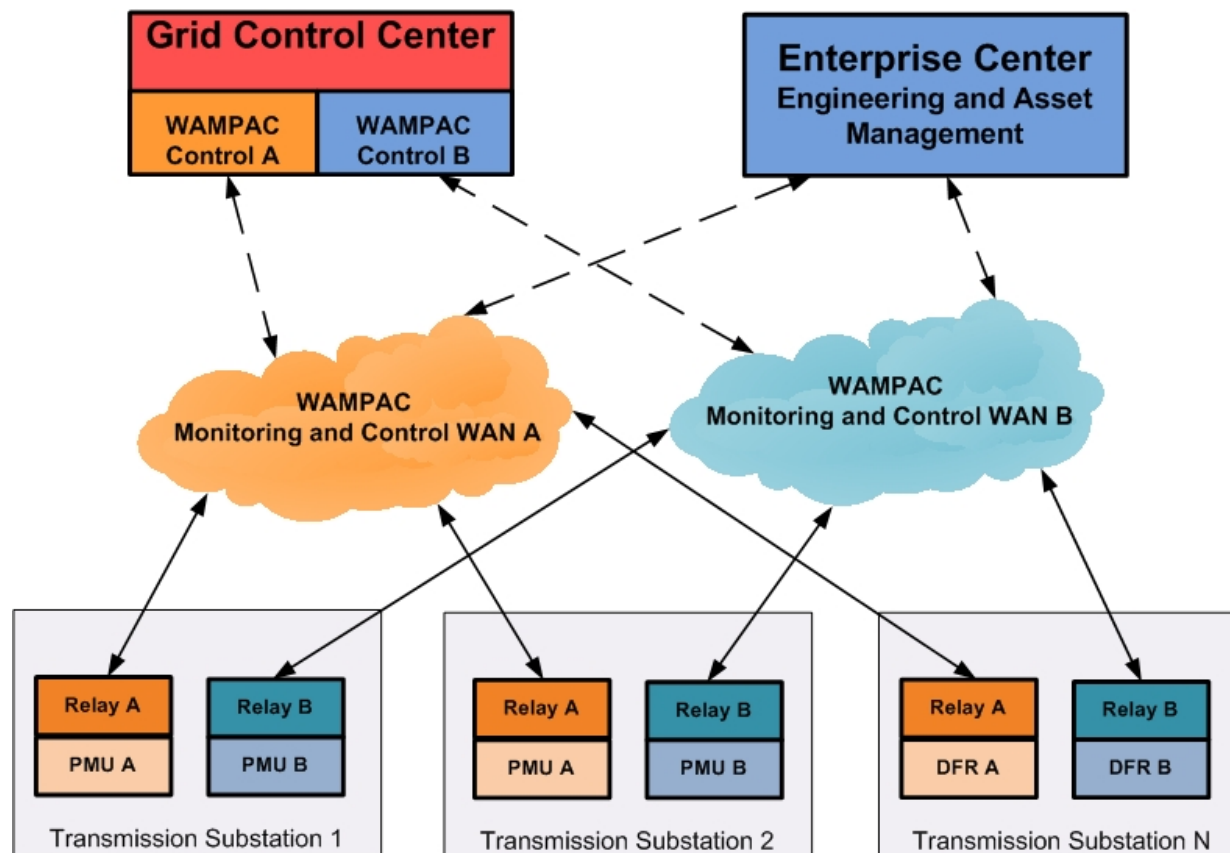 Grid Control Center
WAMPAC
Control A
WAMPAC
Control B
Enterprise Center
Engineering and Asset
Management
WAMPAC
Monitoring and Control WAN A
WAMPAC
Monitoring and Control WAN B
Relay A
PMU A
Relay B
PMU B
Transmission Substation 1
Relay A
PMU A
Relay B
PMU B
Transmission Substation 2
Relay A
DFR A
Relay B
DFR B
Transmission Substation N